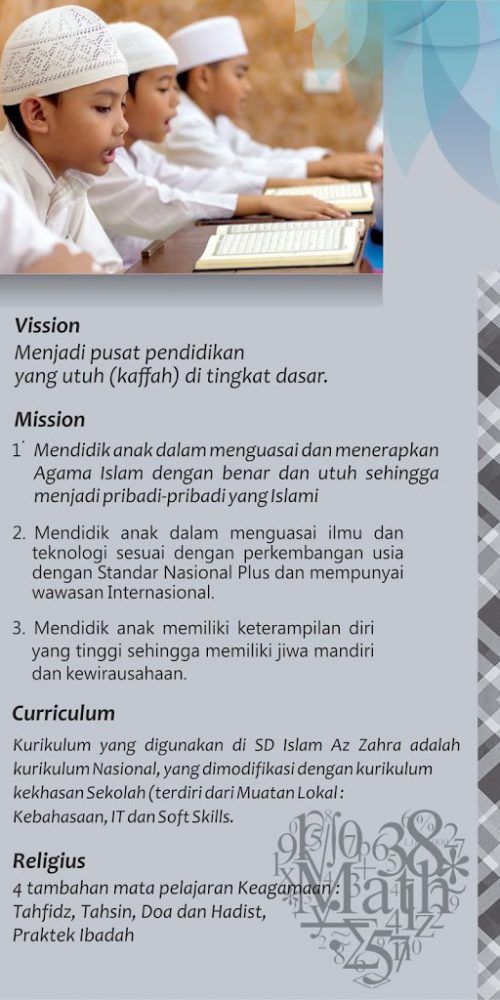 Vission
Menjadi pusat pendidikan
yang utuh (kaffah) di tingkat dasar.
Mission
1. Mendidik anak dalam menguasai dan menerapkan
Agama Islam dengan benar dan utuh sehingga
menjadi pribadi-pribadi yang Islami
2. Mendidik anak dalam menguasai ilmu dan
teknologi sesuai dengan perkembangan usia
dengan Standar Nasional Plus dan mempunyai
wawasan Internasional.
3. Mendidik anak memiliki keterampilan diri
yang tinggi sehingga memiliki jiwa mandiri
dan kewirausahaan.
Curriculum
Kurikulum yang digunakan di SD Islam Az Zahra adalah
kurikulum Nasional, yang dimodifikasi dengan kurikulum
kekhasan Sekolah (terdiri dari Muatan Lokal :
Kebahasaan, IT dan Soft Skills.
Religius
4 tambahan mata pelajaran Keagamaan :
Tahfidz, Tahsin, Doa dan Hadist,
Praktek Ibadah
Math